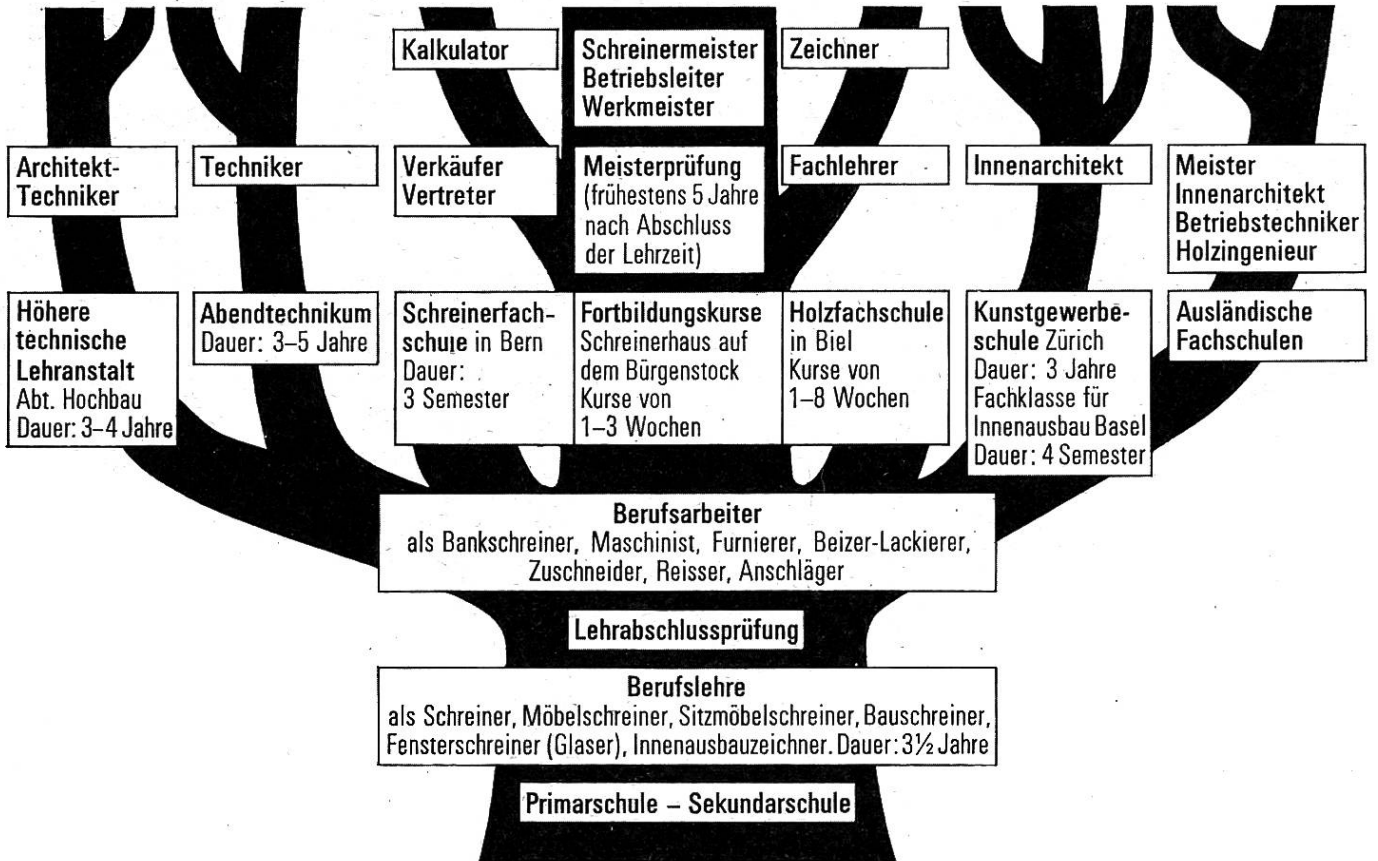 Kalkulator
Schreinermeister
Betriebsleiter
Werkmeister
Zeichner
Architekt-
Techniker
Techniker
Verkäufer
Vertreter
Meisterprüfung
(frühestens 5 Jahre
nach Abschluss
der Lehrzeit)
Fachlehrer
Innenarchitekt
Meister
Innenarchitekt
Betriebstechniker
Holzingenieur
Höhere
technische
Lehranstalt
Abt. Hochbau
Dauer: 3–4 Jahre
Abendtechnikum
Dauer: 3–5 Jahre
Schreinerfach-
schule in Bern
Dauer:
3 Semester
Fortbildungskurse
Schreinerhaus auf
dem Bürgenstock
Kurse von
1–3 Wochen
Holzfachschule
in Biel
Kurse von
1–8 Wochen
Kunstgewerbe-
schule Zürich
Dauer: 3 Jahre
Fachklasse für
Innenausbau Basel
Dauer: 4 Semester
Ausländische
Fachschulen
Berufsarbeiter
als Bankschreiner, Maschinist, Furnierer, Beizer-Lackierer,
Zuschneider, Reisser, Anschläger
Lehrabschlussprüfung
Berufslehre
als Schreiner, Möbelschreiner, Sitzmöbelschreiner, Bauschreiner,
Fensterschreiner (Glaser), Innenausbauzeichner. Dauer: 3½ Jahre
Primarschule – Sekundarschule